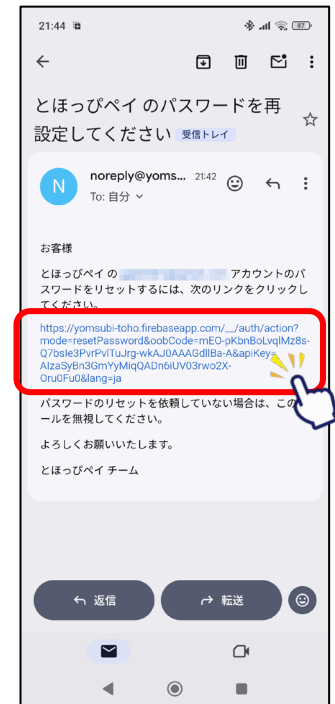 21:44
87
とほっぴペイ のパスワードを再
設定してください 受信トレイ
N
noreply@yoms... 21:42
To: 自分
お客様
とほっぴペイ の アカウントのパ
スワードをリセットするには、次のリンクをクリックし
てください。
https://yomsubi-toho.firebaseapp.com/__/auth/action?
mode=resetPassword&oobCode=mEO-pKbnBoLvqlMz8s-
Q7bsIe3PvrPvlTuJrg-wkAJ0AAAGdllBa-A&apiKey=
AIzaSyBn3GmYyMiqQADn6iUV03rwo2X-
Oru0Fu0&lang=ja
パスワードのリセットを依頼していない場合は、この
ールを無視してください。
よろしくお願いいたします。
とほっぴペイ チーム
返信
転送